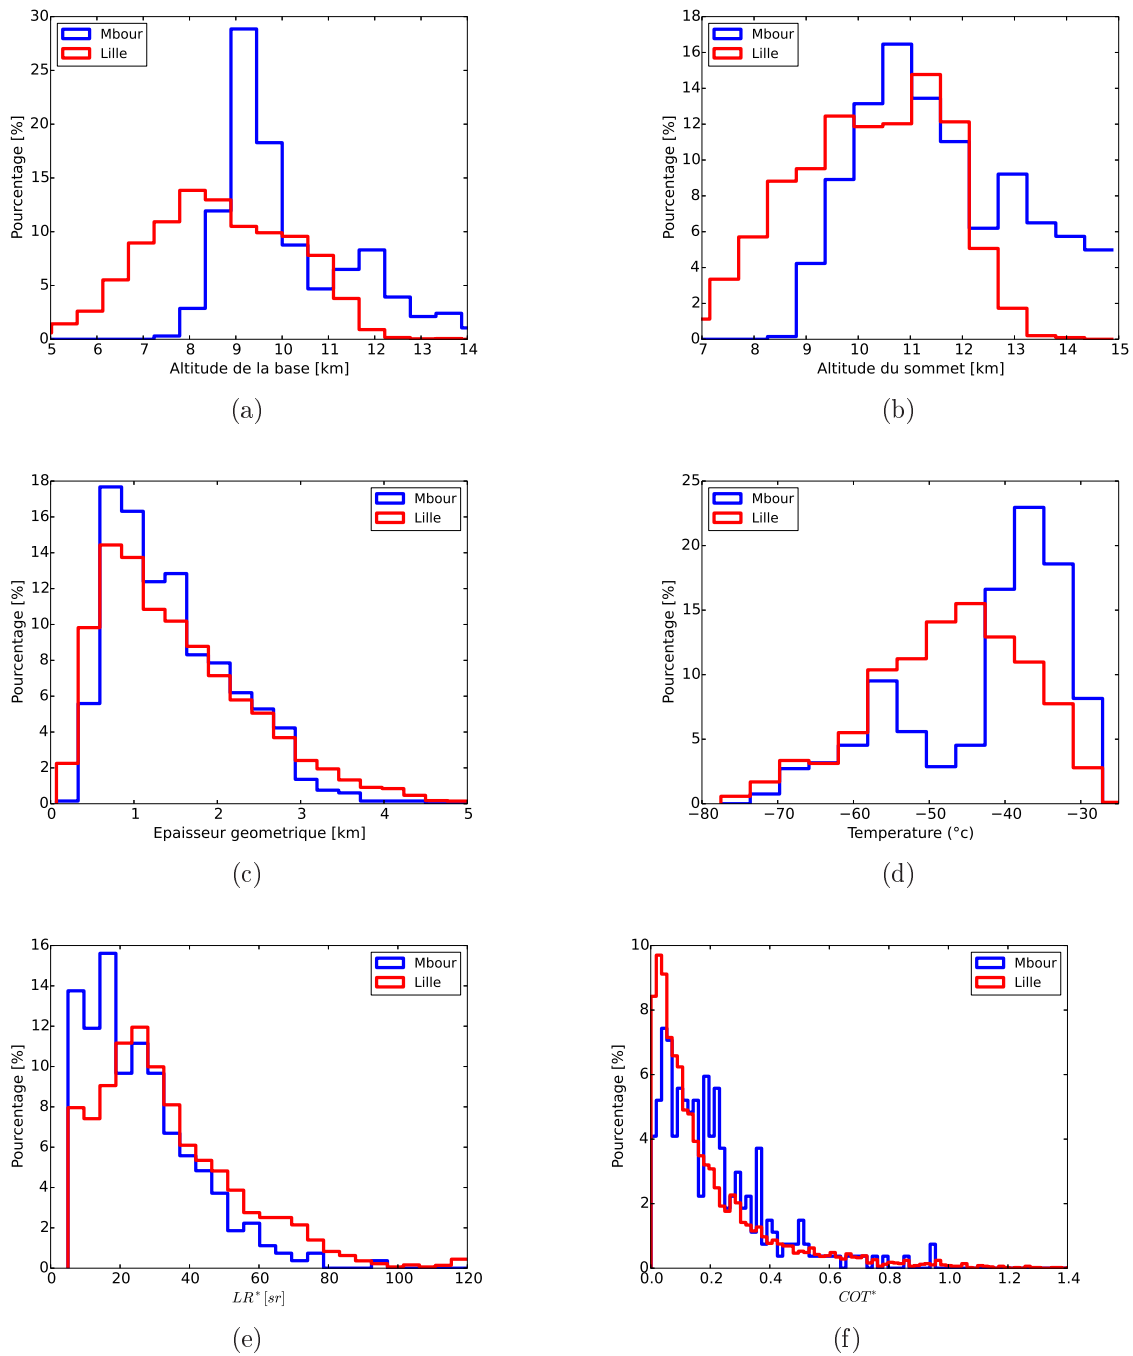 30
25
20
15
10
5
0
Pourcentage [%]
Mbour
Lille
5 6 7 8 9 10 11 12 13 14
Altitude de la base [km]
(a)
18
16
14
12
10
8
6
4
2
0
Pourcentage [%]
Mbour
Lille
7 8 9 10 11 12 13 14 15
Altitude du sommet [km]
(b)
18
16
14
12
10
8
6
4
2
0
Pourcentage [%]
Mbour
Lille
0 1 2 3 4 5
Epaisseur geometrique [km]
(c)
25
20
15
10
5
0
Pourcentage [%]
Mbour
Lille
−80 −70 −60 −50 −40 −30
Temperature (°c)
(d)
16
14
12
10
8
6
4
2
0
Pourcentage [%]
Mbour
Lille
0 20 40 60 80 100 120
LR* [sr]
(e)
10
8
6
4
2
0
Pourcentage [%]
Mbour
Lille
0.0 0.2 0.4 0.6 0.8 1.0 1.2 1.4
COT*
(f)